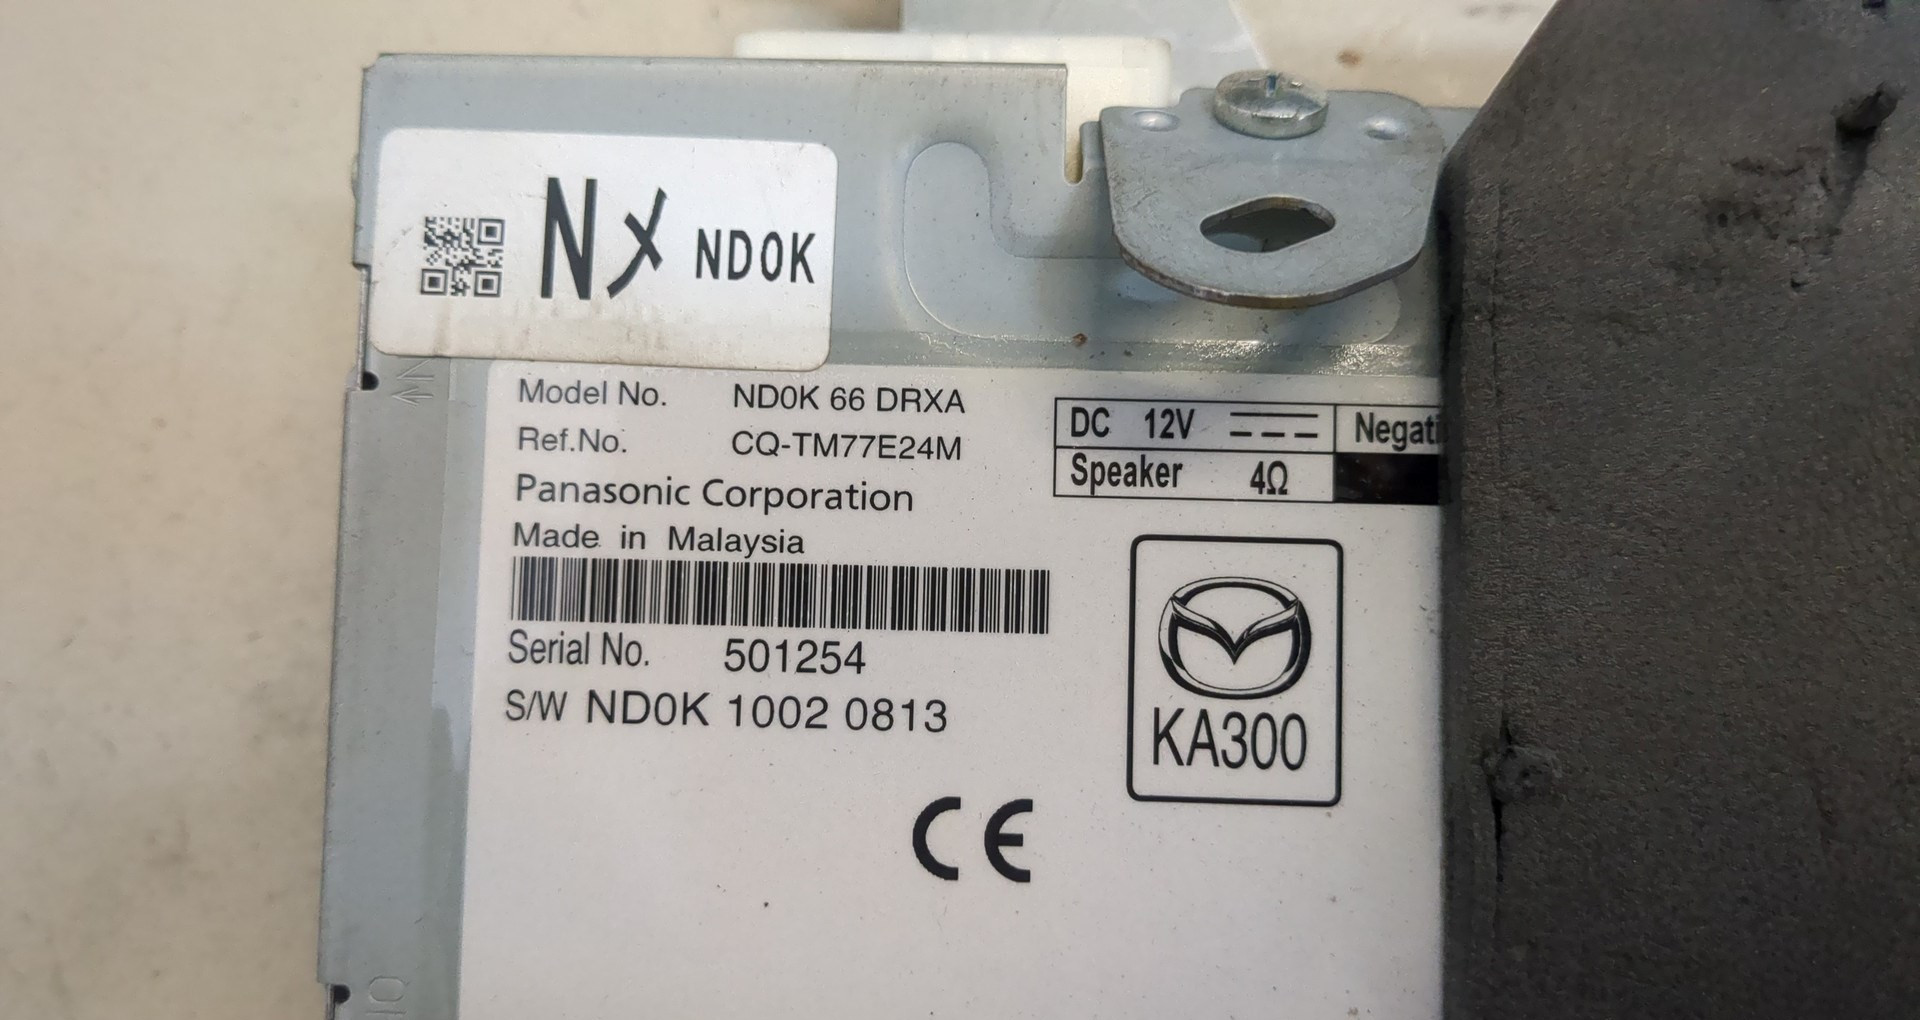 NX ND0K
Model No. ND0K 66 DRXA
Ref.No. CQ-TM77E24M
Panasonic Corporation
Made in Malaysia
DC 12V
Speaker 4Ω
Serial No. 501254
S/W ND0K 1002 0813
KA300
CE